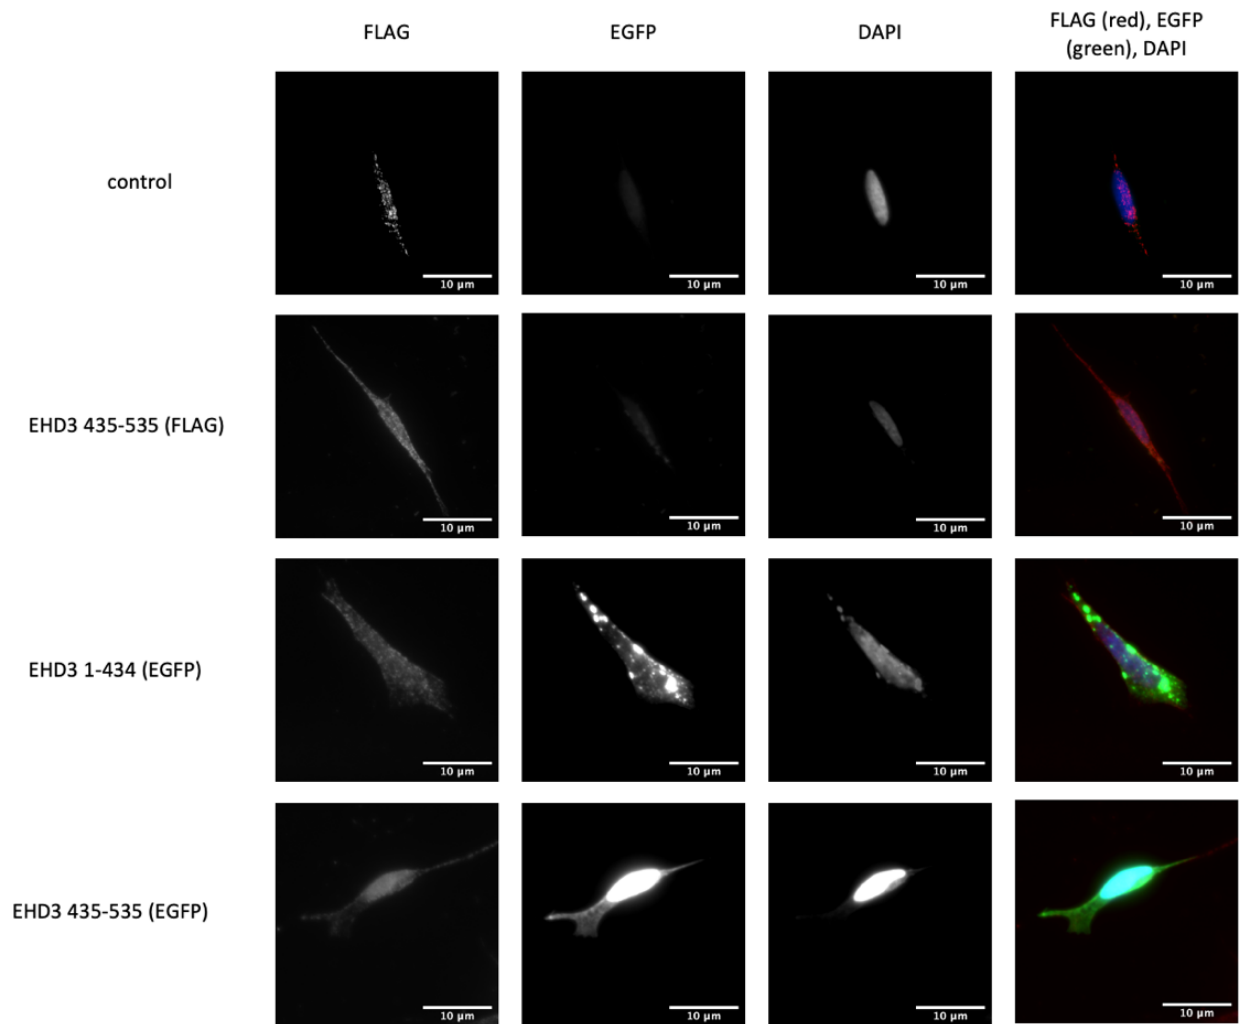 FLAG EGFP DAPI FLAG (red), EGFP
(green), DAPI
control
10 μm 10 μm 10 μm 10 μm
EHD3 435-535 (FLAG)
10 μm 10 μm 10 μm 10 μm
EHD3 1-434 (EGFP)
10 μm 10 μm 10 μm 10 μm
EHD3 435-535 (EGFP)
10 μm 10 μm 10 μm 10 μm